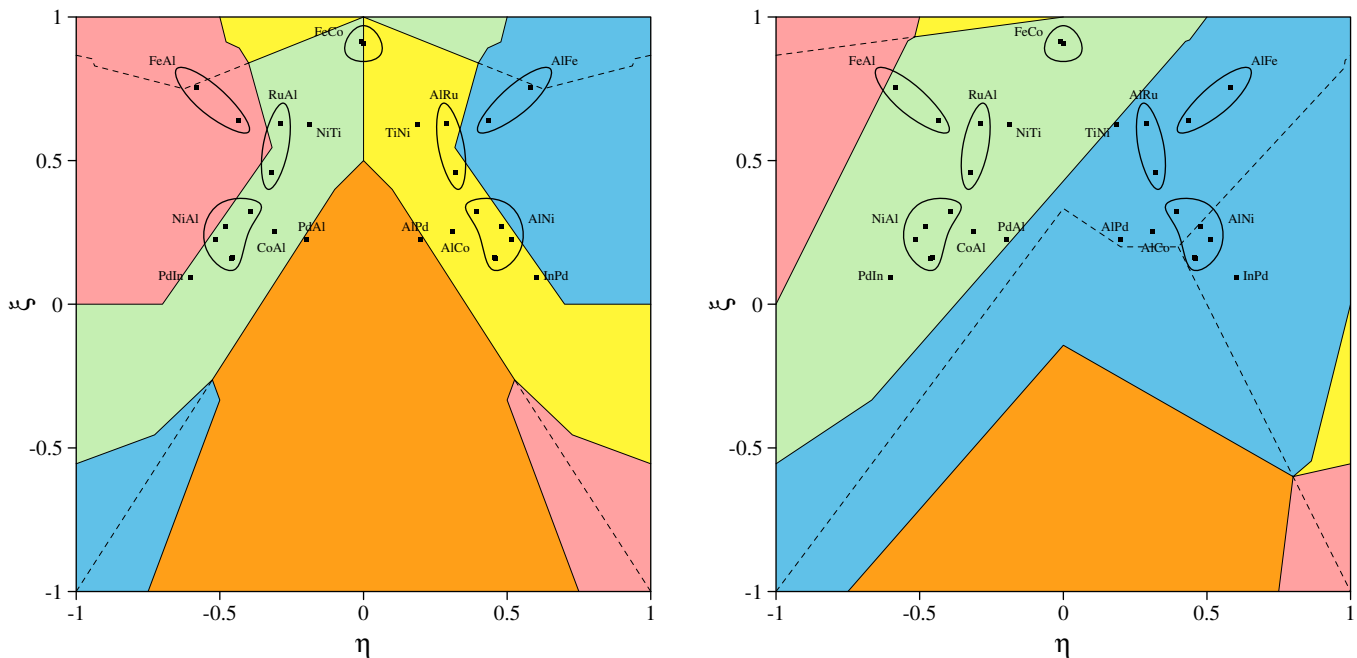 1
0.5
0
-0.5
-1
ξ
-1
-0.5
0
0.5
1
η
FeCo
FeAl
AlFe
RuAl
AlRu
NiTi
TiNi
NiAl
AlNi
PdAl
AlPd
CoAl
AlCo
PdIn
InPd
1
0.5
0
-0.5
-1
ξ
-1
-0.5
0
0.5
1
η
FeCo
FeAl
AlFe
RuAl
AlRu
NiTi
TiNi
NiAl
AlNi
PdAl
AlPd
CoAl
AlCo
PdIn
InPd